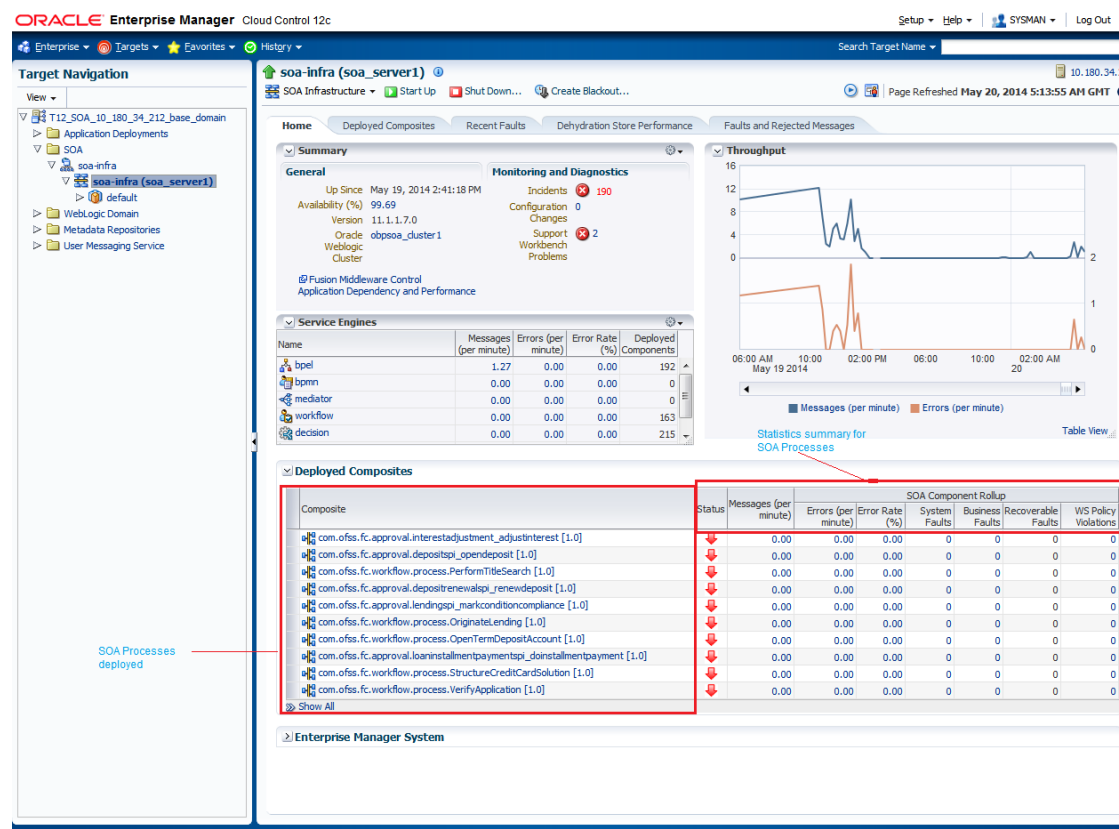 ORACLE Enterprise Manager Cloud Control 12c
Setup Help SYSMAN Log Out
Enterprise Targets Favorites History Search Target Name
Target Navigation
View
T12_SOA_10_180_34_212_base_domain
Application Deployments
SOA
soa-infra
soa-infra (soa_server1)
default
WebLogic Domain
Metadata Repositories
User Messaging Service
soa-infra (soa_server1)
10.180.34.
SOA Infrastructure Start Up Shut Down... Create Blackout...
Page Refreshed May 20, 2014 5:13:55 AM GMT
Home Deployed Composites Recent Faults Dehydration Store Performance Faults and Rejected Messages
Summary
General
Up Since May 19, 2014 2:41:18 PM
Availability (%) 99.69
Version 11.1.1.7.0
Oracle Weblogic Cluster obpsoa_cluster1
Fusion Middleware Control
Application Dependency and Performance
Monitoring and Diagnostics
Incidents 190
Configuration Changes 0
Support Workbench Problems 2
Service Engines
Name Messages (per minute) Errors (per minute) Error Rate (%) Deployed Components
bpel 1.27 0.00 0.00 192
bpmn 0.00 0.00 0.00 0
mediator 0.00 0.00 0.00 0
workflow 0.00 0.00 0.00 163
decision 0.00 0.00 0.00 215
Throughput
16
12
8
4
0
2
1
0
06:00 AM 10:00 02:00 PM 06:00 10:00 02:00 AM
May 19 2014 20
Messages (per minute) Errors (per minute)
Table View
Statistics summary for
SOA Processes
Deployed Composites
Composite Status Messages (per minute) SOA Component Rollup
Errors (per minute) Error Rate (%) System Faults Business Faults Recoverable Faults WS Policy Violations
com.ofss.fc.approval.interestadjustment_adjustinterest [1.0] 0.00 0.00 0.00 0 0 0 0
com.ofss.fc.approval.depositspi_opendeposit [1.0] 0.00 0.00 0.00 0 0 0 0
com.ofss.fc.workflow.process.PerformTitleSearch [1.0] 0.00 0.00 0.00 0 0 0 0
com.ofss.fc.approval.depositrenewalspi_renewdeposit [1.0] 0.00 0.00 0.00 0 0 0 0
com.ofss.fc.approval.lendingspi_markconditioncompliance [1.0] 0.00 0.00 0.00 0 0 0 0
com.ofss.fc.workflow.process.OriginateLending [1.0] 0.00 0.00 0.00 0 0 0 0
com.ofss.fc.workflow.process.OpenTermDepositAccount [1.0] 0.00 0.00 0.00 0 0 0 0
com.ofss.fc.approval.loaninstallmentpaymentspi_doinstallmentpayment [1.0] 0.00 0.00 0.00 0 0 0 0
com.ofss.fc.workflow.process.StructureCreditCardSolution [1.0] 0.00 0.00 0.00 0 0 0 0
com.ofss.fc.workflow.process.VerifyApplication [1.0] 0.00 0.00 0.00 0 0 0 0
Show All
SOA Processes
deployed
Enterprise Manager System